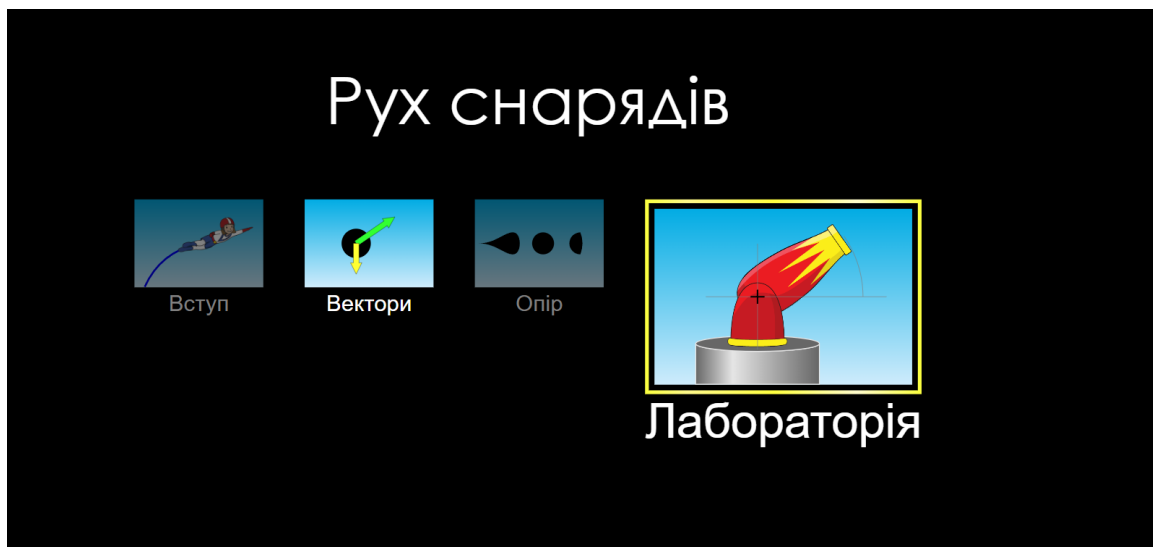 Рух снарядів
Вступ
Вектори
Опір
Лабораторія